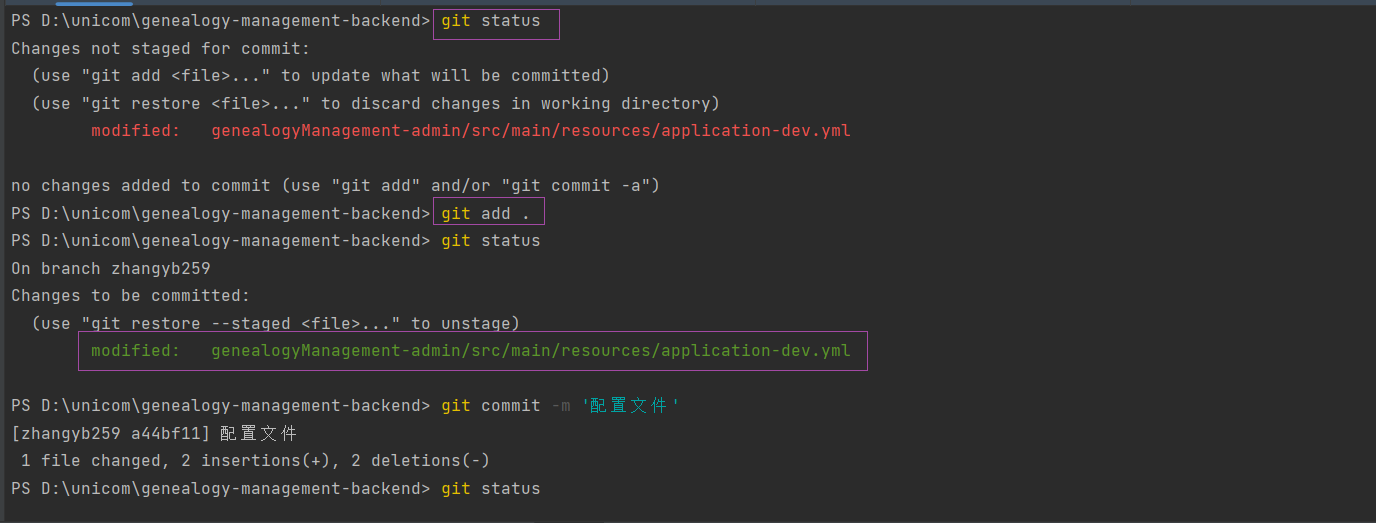 PS D:\unicom\genealogy-management-backend> git status
Changes not staged for commit:
(use "git add <file>..." to update what will be committed)
(use "git restore <file>..." to discard changes in working directory)
modified: genealogyManagement-admin/src/main/resources/application-dev.yml
no changes added to commit (use "git add" and/or "git commit -a")
PS D:\unicom\genealogy-management-backend> git add .
PS D:\unicom\genealogy-management-backend> git status
On branch zhangyb259
Changes to be committed:
(use "git restore --staged <file>..." to unstage)
modified: genealogyManagement-admin/src/main/resources/application-dev.yml
PS D:\unicom\genealogy-management-backend> git commit -m '配置文件'
[zhangyb259 a44bf11] 配置文件
1 file changed, 2 insertions(+), 2 deletions(-)
PS D:\unicom\genealogy-management-backend> git status